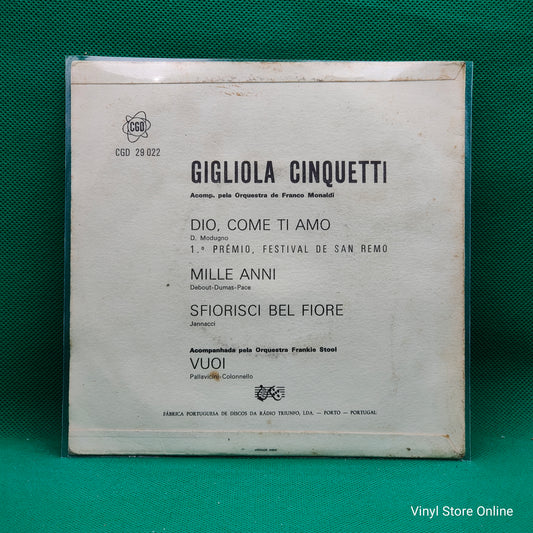 CGD
CGD 29 022
GIGLIOLA CINQUETTI
Acomp. pela Orquestra de Franco Monaldi
DIO, COME TI AMO
D. Modugno
1.º PRÉMIO, FESTIVAL DE SAN REMO
MILLE ANNI
Debout-Dumas-Pace
SFIORISCI BEL FIORE
Jannacci
Acompanhada pela Orquestra Frankie Stool
VUOI
Pallavicini-Colonnello
FÁBRICA PORTUGUESA DE DISCOS DA RÁDIO TRIUNFO, LDA. — PORTO — PORTUGAL
Vinyl Store Online